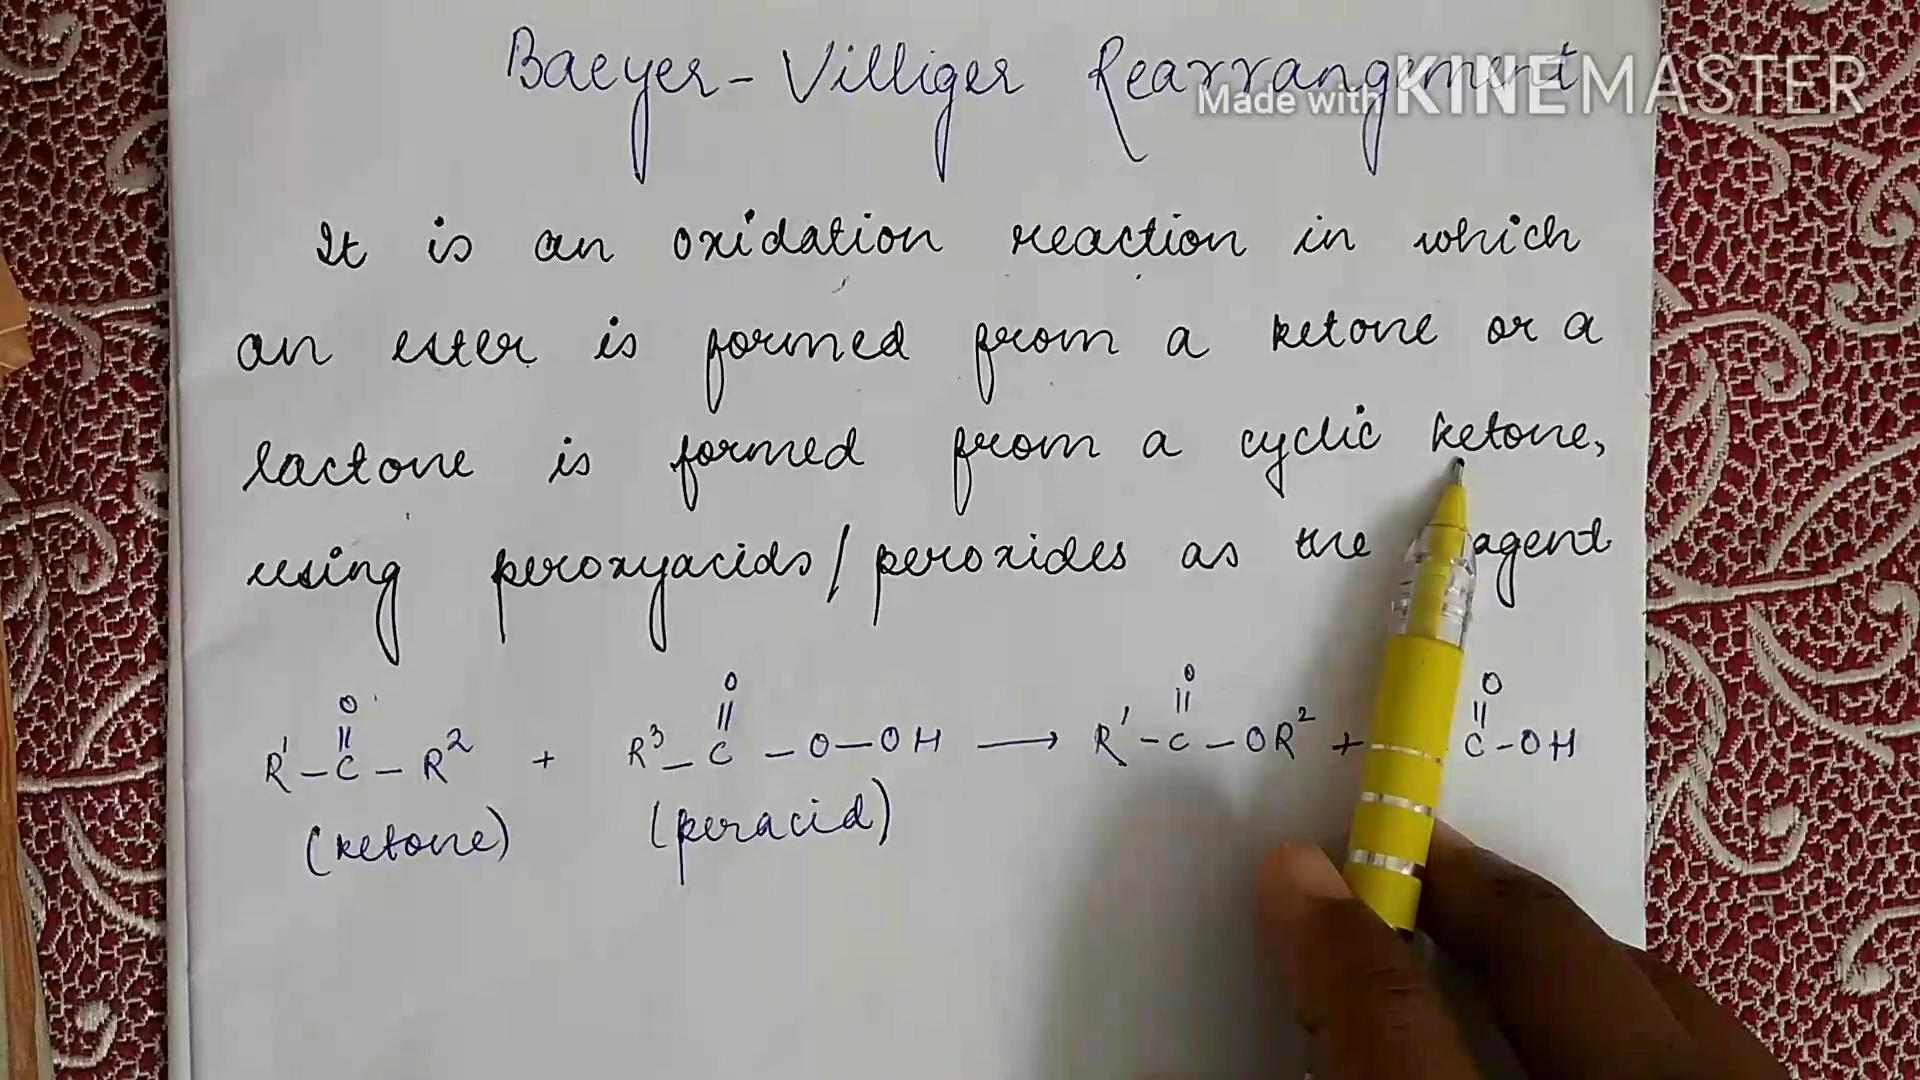 Baeyer-Villiger Rearrangement
Made with KINEMASTER
It is an oxidation reaction in which
an ester is formed from a ketone or a
lactone is formed from a cyclic ketone,
using peroxyacids/peroxides as the agent
O O O O
|| || || ||
R¹-C-R² + R³-C-O-OH → R¹-C-OR² + C-OH
(ketone) (peracid)